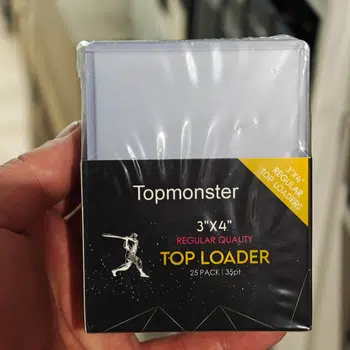 Topmonster
3"X4"
REGULAR QUALITY
TOP LOADER
25 PACK | 35pt
3"X4"
REGULAR
TOP LOADERS